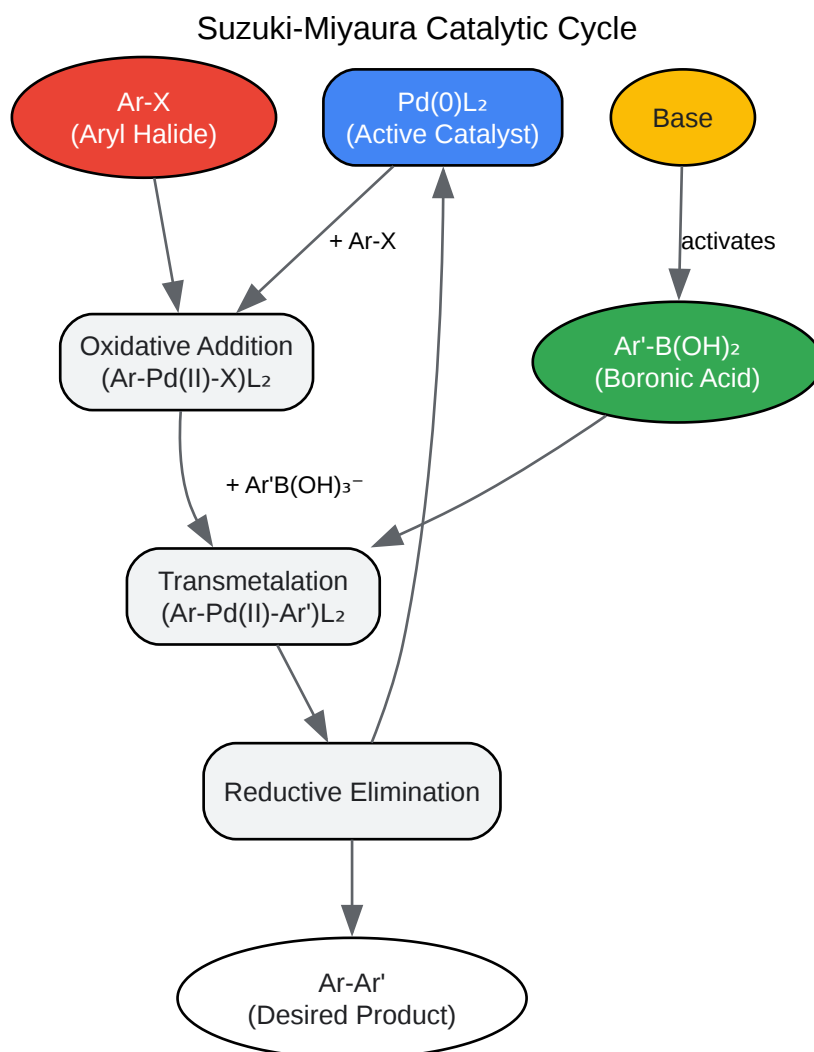 Suzuki-Miyaura Catalytic Cycle
Ar-X
(Aryl Halide)
Pd(0)L₂
(Active Catalyst)
Base
+ Ar-X
activates
Oxidative Addition
(Ar-Pd(II)-X)L₂
Ar'-B(OH)₂
(Boronic Acid)
+ Ar'B(OH)₃⁻
Transmetalation
(Ar-Pd(II)-Ar')L₂
Reductive Elimination
Ar-Ar'
(Desired Product)